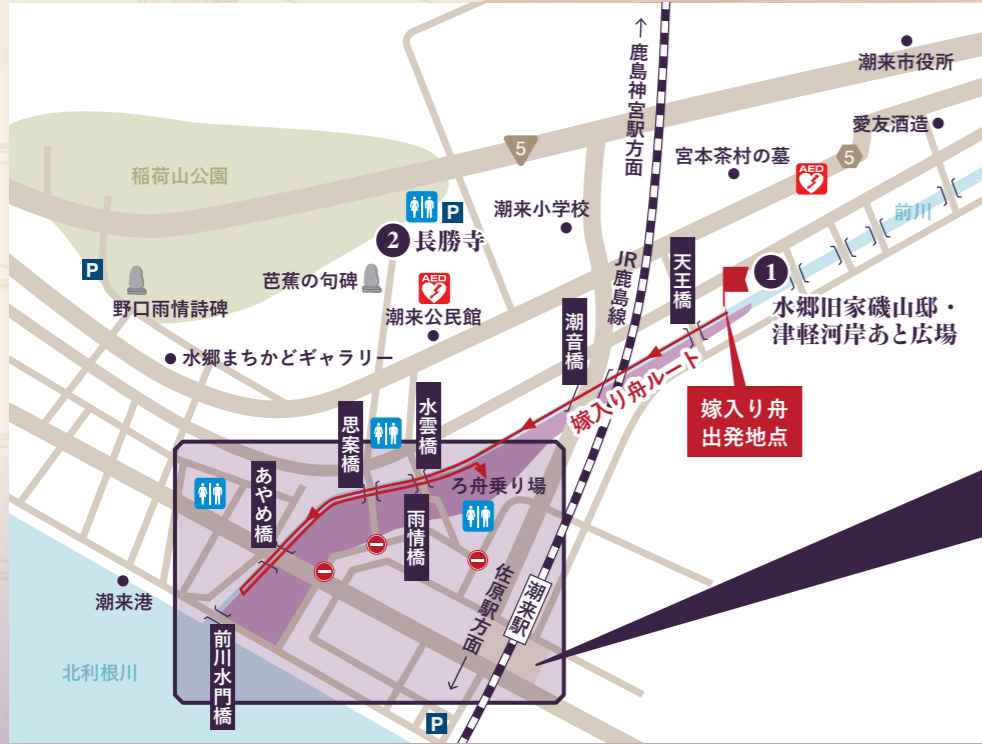 ↑鹿島神宮駅方面
潮来市役所
愛友酒造
5
5
宮本茶村の墓
AED
前川
稲荷山公園
P
潮来小学校
2 長勝寺
JR鹿島線
天王橋
1
水郷旧家磯山邸・
津軽河岸あと広場
P
野口雨情詩碑
芭蕉の句碑
AED
潮来公民館
潮音橋
水郷まちかどギャラリー
嫁入り舟ルート
嫁入り舟
出発地点
思案橋
水雲橋
あやめ橋
ろ舟乗り場
雨情橋
潮来港
佐原駅方面↓
潮来駅
前川水門橋
北利根川
P